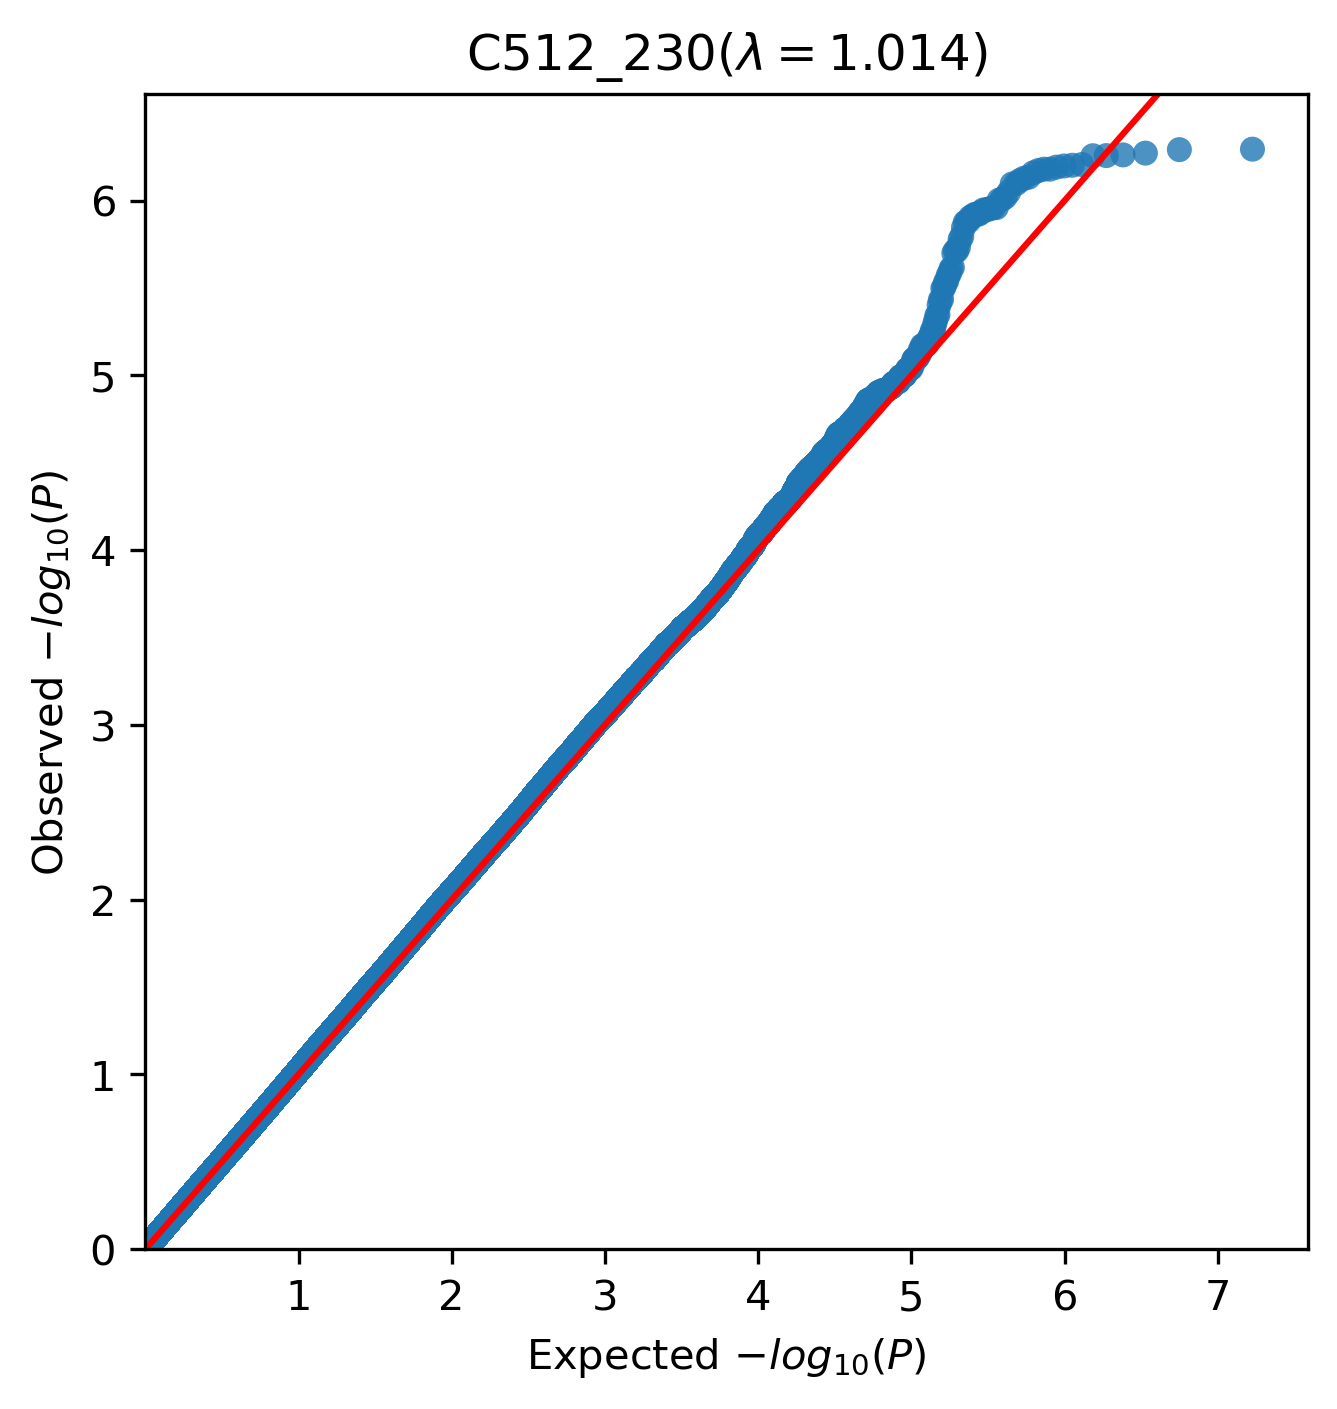 C512_230(λ = 1.014)
Observed −log₁₀(P)
6
5
4
3
2
1
0
1 2 3 4 5 6 7
Expected −log₁₀(P)